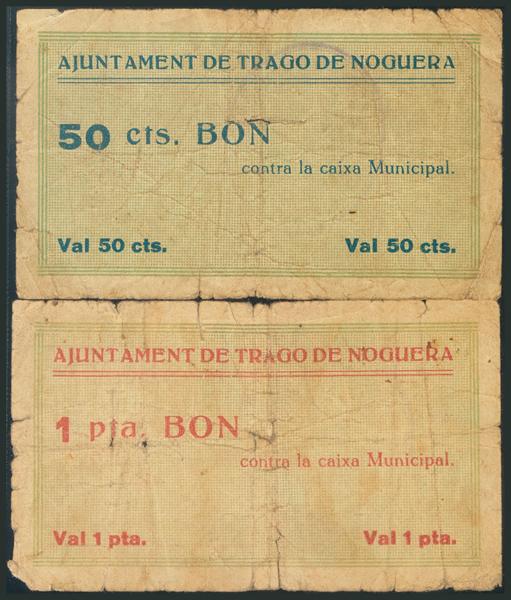 AJUNTAMENT DE TRAGO DE NOGUERA
50 cts. BON
contra la caixa Municipal.
Val 50 cts. Val 50 cts.
AJUNTAMENT DE TRAGO DE NOGUERA
1 pta. BON
contra la caixa Municipal.
Val 1 pta. Val 1 pta.